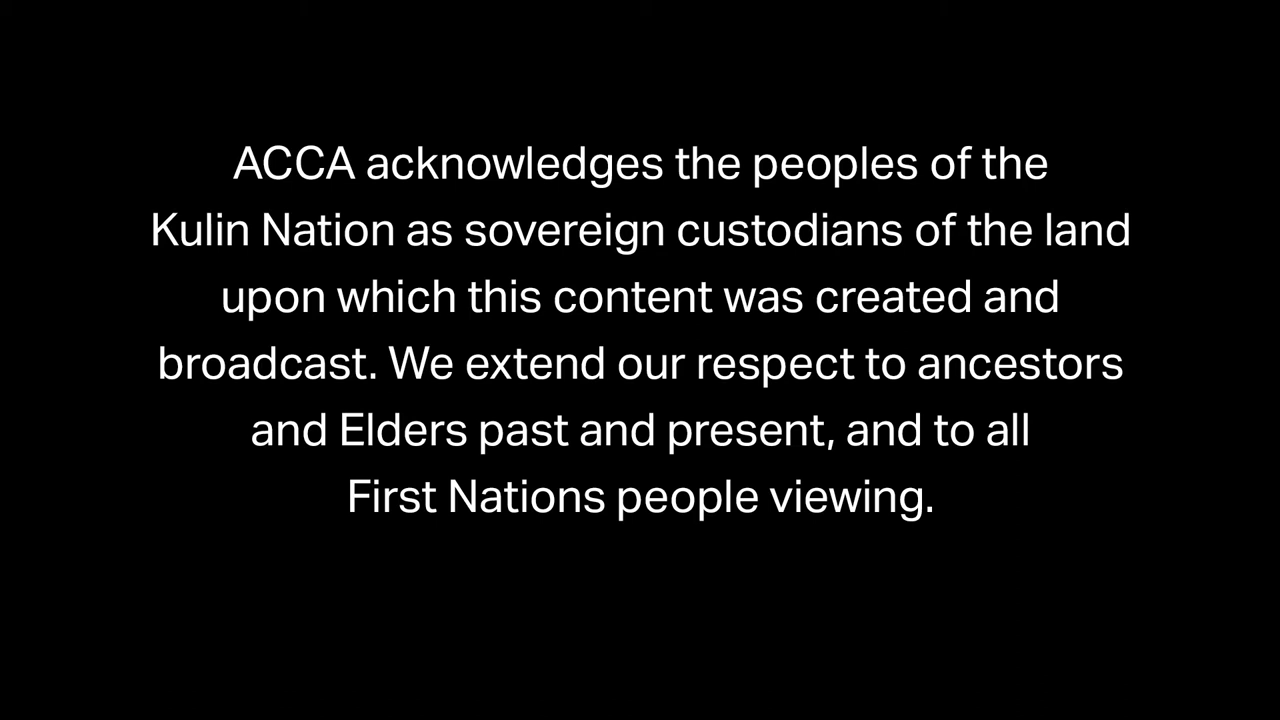 ACCA acknowledges the peoples of the
Kulin Nation as sovereign custodians of the land
upon which this content was created and
broadcast. We extend our respect to ancestors
and Elders past and present, and to all
First Nations people viewing.